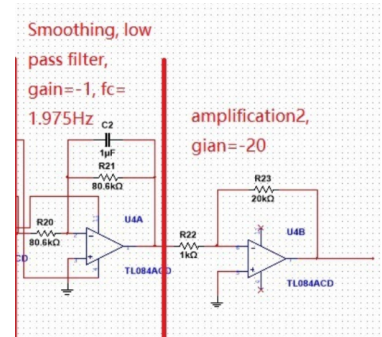 Smoothing, low
pass filter,
gain=-1, fc=
1.975Hz
amplification2,
gian=-20
C2
1µF
R21
80.6kΩ
R20
80.6kΩ
U4A
TL084ACD
R22
1kΩ
R23
20kΩ
U4B
TL084ACD
CD